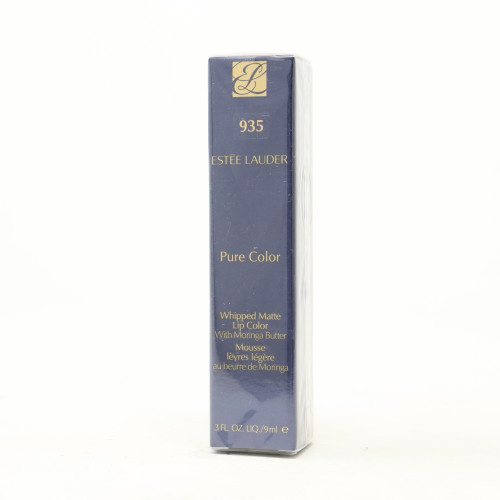 EL
935
ESTĒE LAUDER
Pure Color
Whipped Matte
Lip Color
With Moringa Butter
Mousse
lèvres légère
au beurre de Moringa
.3 FL. OZ. LIQ./9ml e